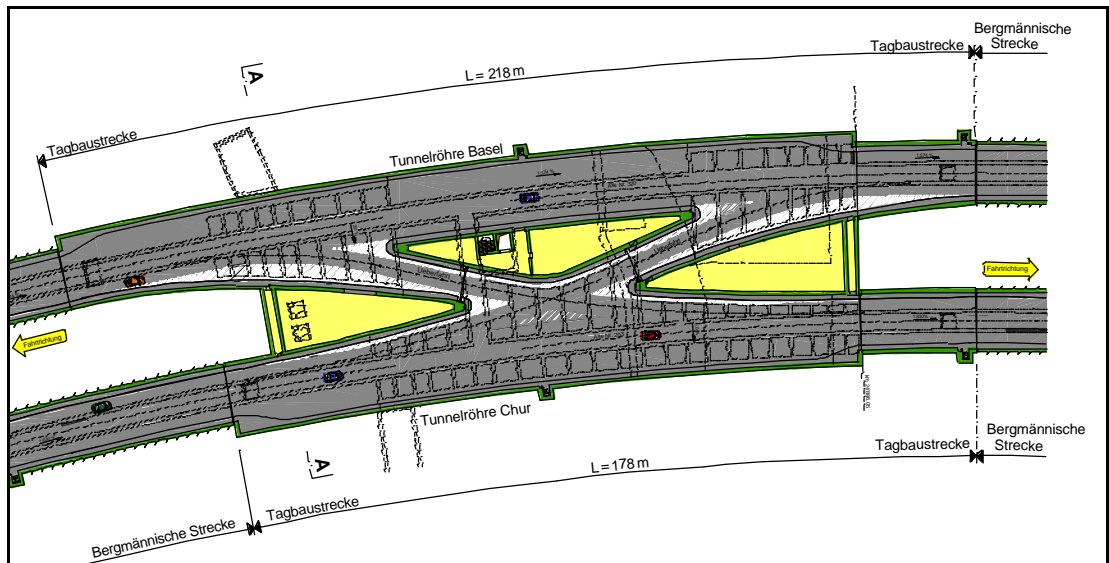 Bergmännische
Strecke
Tagbaustrecke
L = 218 m
A
Tagbaustrecke
Tunnelröhre Basel
Fahrtrichtung
Fahrtrichtung
Tunnelröhre Chur
A
L=178 m
Tagbaustrecke
Bergmännische
Strecke
Tagbaustrecke
Bergmännische Strecke